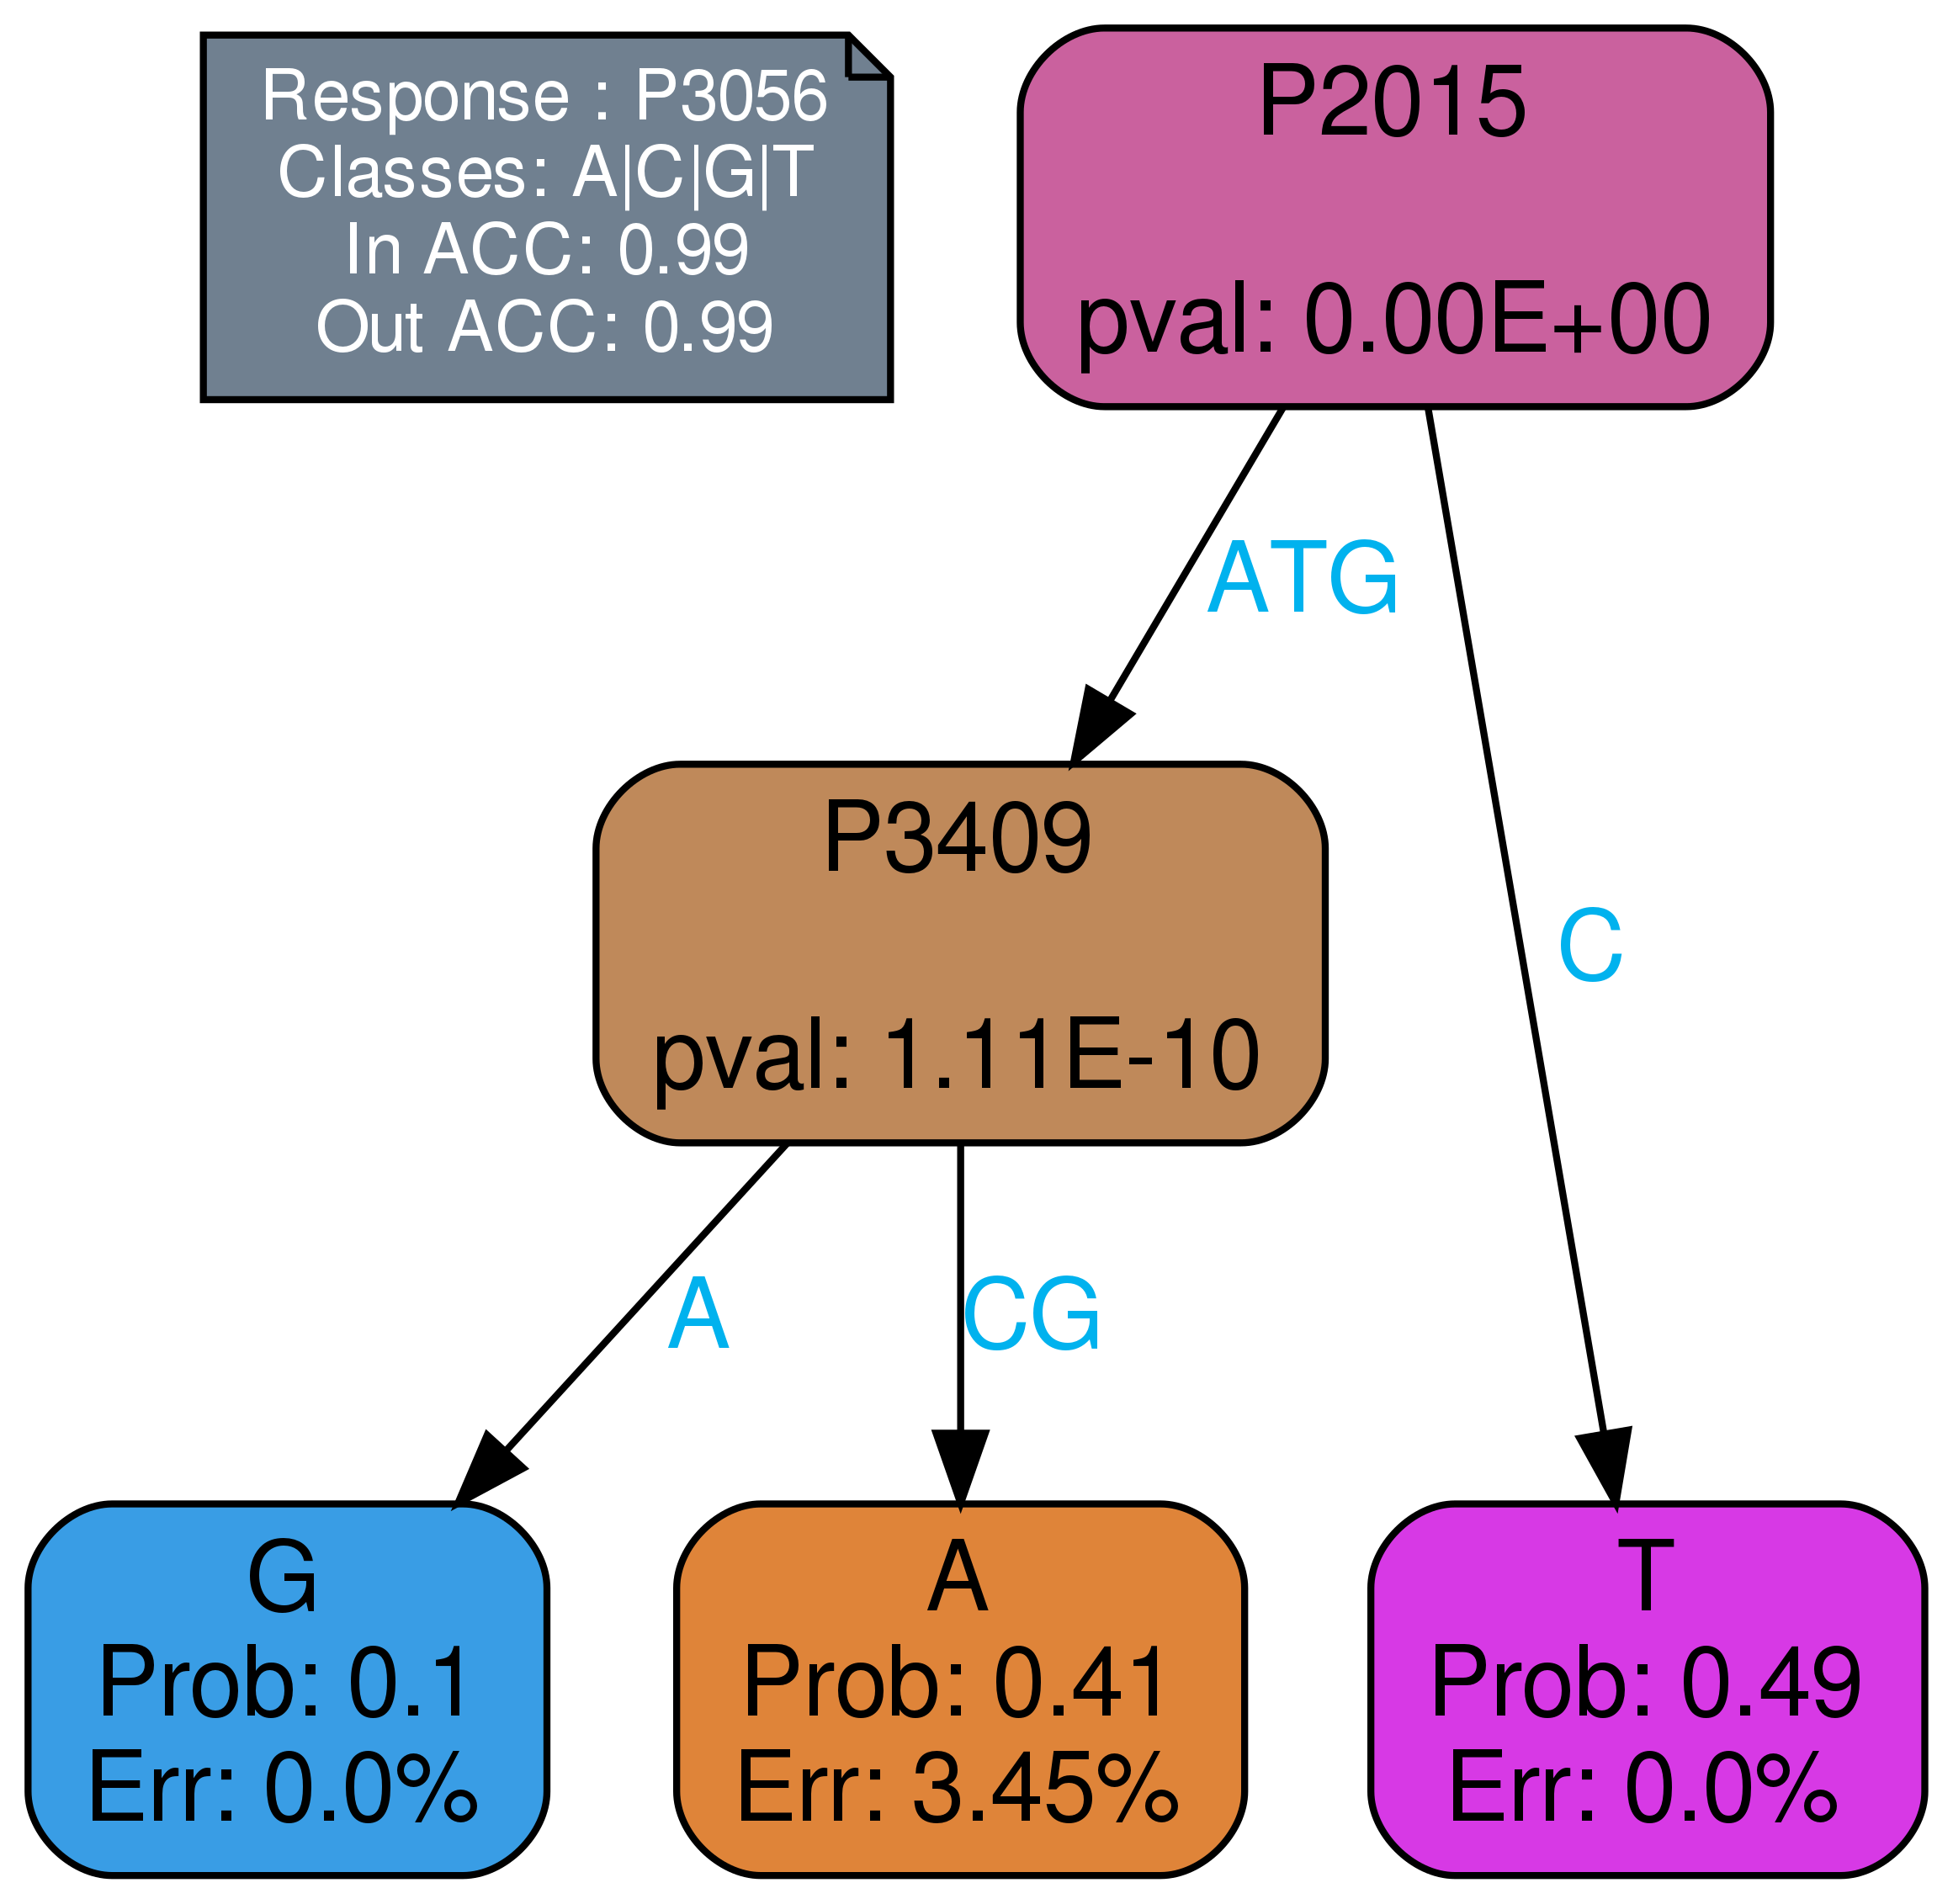 Response : P3056
Classes: A|C|G|T
In ACC: 0.99
Out ACC: 0.99
P2015
pval: 0.00E+00
ATG
C
P3409
pval: 1.11E-10
A
CG
G
Prob: 0.1
Err: 0.0%
A
Prob: 0.41
Err: 3.45%
T
Prob: 0.49
Err: 0.0%